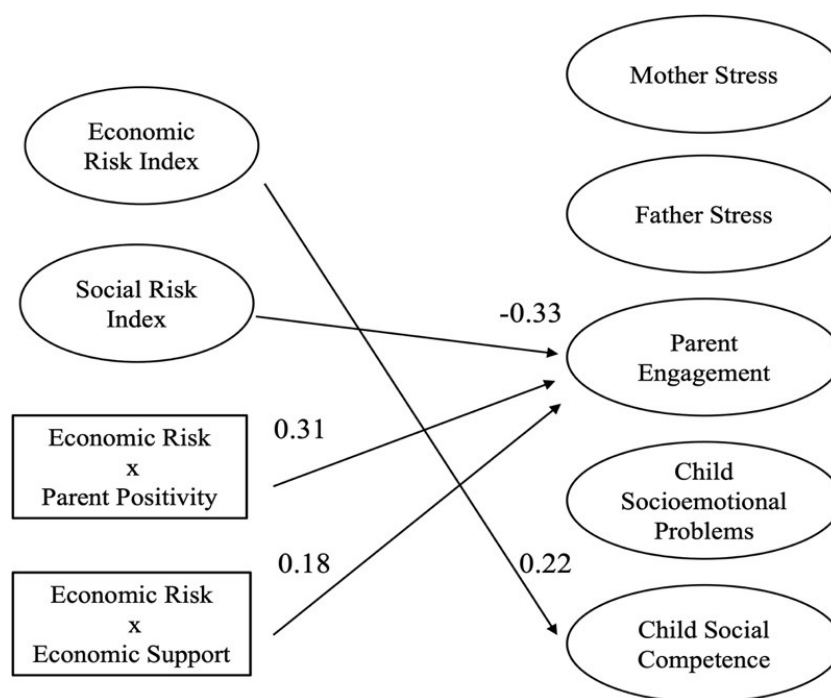 Mother Stress
Economic
Risk Index
Father Stress
Social Risk
Index
-0.33
Parent
Engagement
Economic Risk
x
Parent Positivity
0.31
Child
Socioemotional
Problems
Economic Risk
x
Economic Support
0.18
0.22
Child Social
Competence